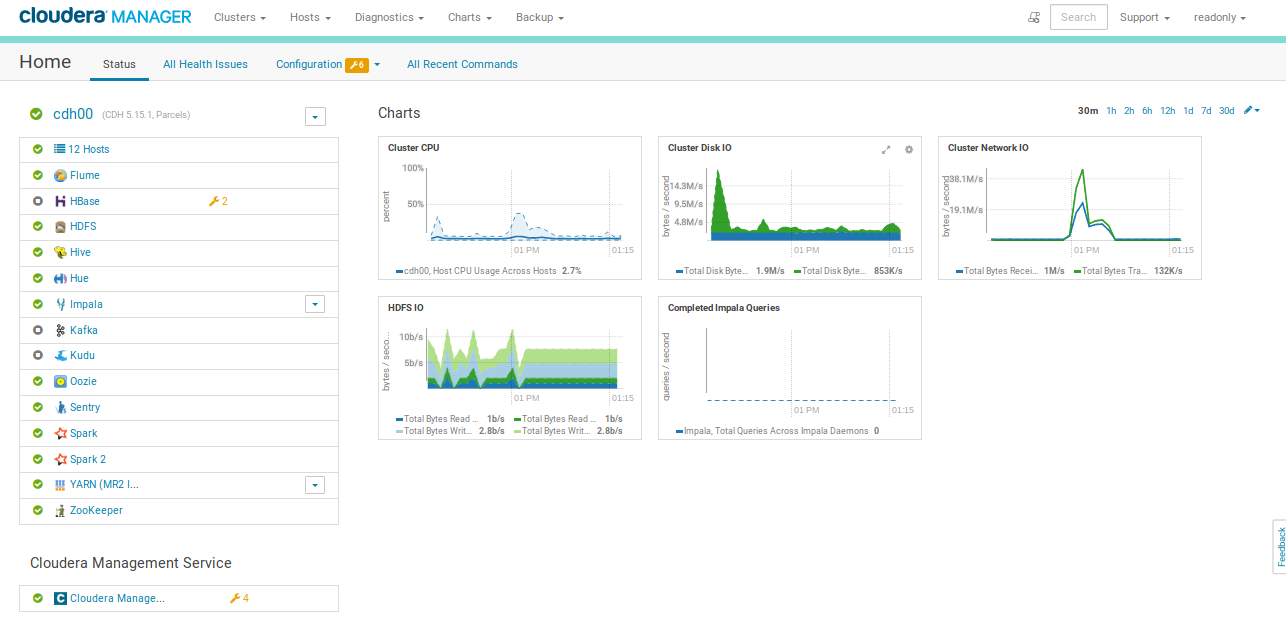 cloudera MANAGER Clusters Hosts Diagnostics Charts Backup Search Support readonly
Home Status All Health Issues Configuration 6 All Recent Commands
cdh00 (CDH 5.15.1, Parcels)
12 Hosts
Flume
HBase 2
HDFS
Hive
Hue
Impala
Kafka
Kudu
Oozie
Sentry
Spark
Spark 2
YARN (MR2 I...
ZooKeeper
Cloudera Management Service
Cloudera Manage... 4
Charts
30m 1h 2h 6h 12h 1d 7d 30d
Cluster CPU
percent
100%
50%
01 PM 01:15
cdh00, Host CPU Usage Across Hosts 2.7%
Cluster Disk IO
bytes / second
14.3M/s
9.5M/s
4.8M/s
01 PM 01:15
Total Disk Byte... 1.9M/s Total Disk Byte... 853K/s
Cluster Network IO
bytes / second
38.1M/s
19.1M/s
01 PM 01:15
Total Bytes Recei... 1M/s Total Bytes Tra... 132K/s
HDFS IO
bytes / seco...
10b/s
5b/s
01 PM 01:15
Total Bytes Read ... 1b/s Total Bytes Read ... 1b/s
Total Bytes Writ... 2.8b/s Total Bytes Writ... 2.8b/s
Completed Impala Queries
queries / second
01 PM 01:15
Impala, Total Queries Across Impala Daemons 0
Feedback